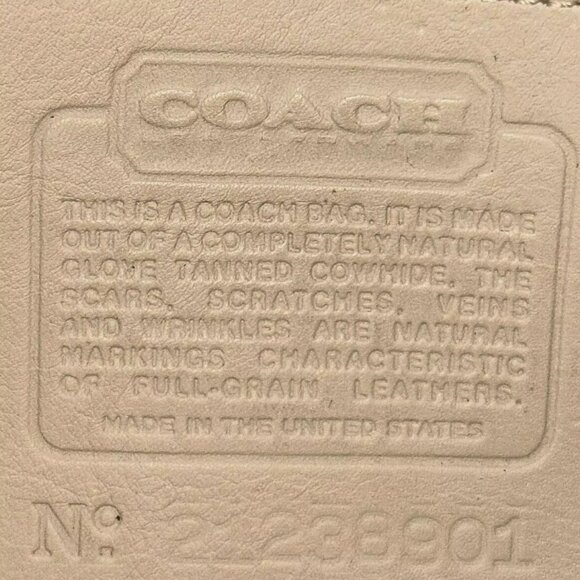 COACH
THIS IS A COACH BAG. IT IS MADE
OUT OF A COMPLETELY NATURAL
GLOVE TANNED COWHIDE. THE
SCARS, SCRATCHES, VEINS
AND WRINKLES ARE NATURAL
MARKINGS CHARACTERISTIC
OF FULL-GRAIN LEATHERS.
MADE IN THE UNITED STATES
Nº. 21238901